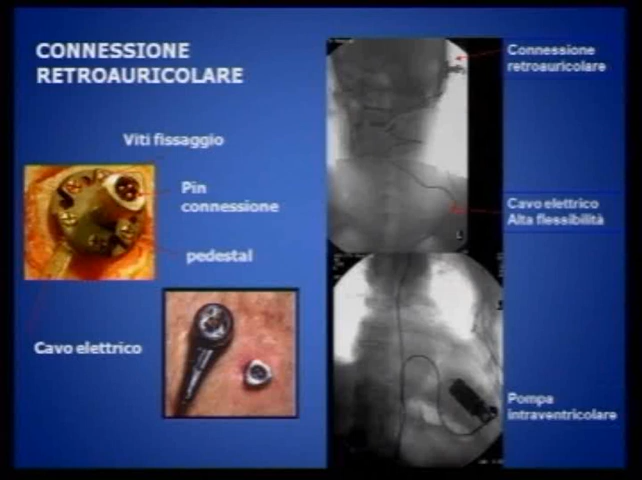 CONNESSIONE
RETROAURICOLARE
Viti fissaggio
Pin
connessione
pedestal
Cavo elettrico
Connessione
retroauricolare
Cavo elettrico
Alta flessibilità
L
Pompa
intraventricolare